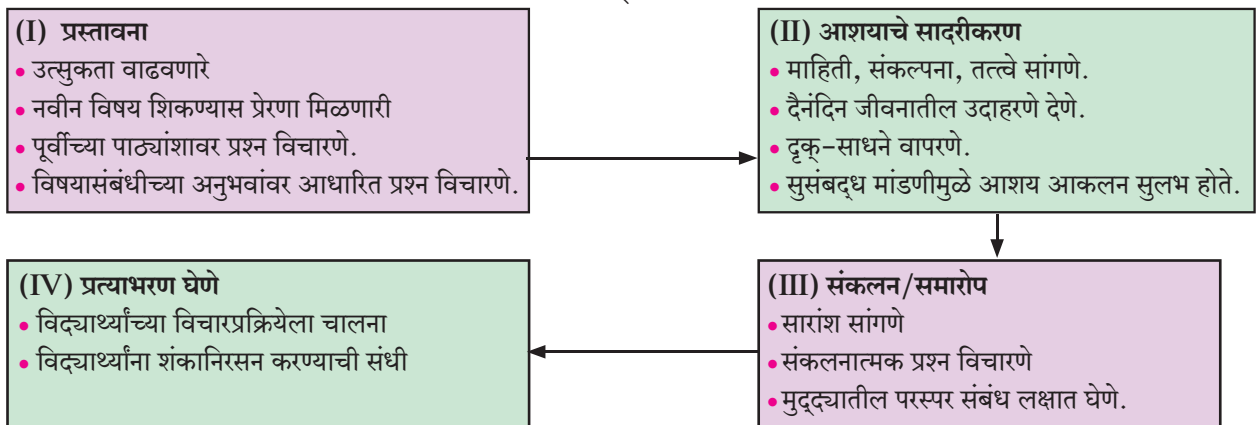 (I) प्रस्तावना
• उत्सुकता वाढवणारे
• नवीन विषय शिकण्यास प्रेरणा मिळणारी
• पूर्वीच्या पाठ्यांशावर प्रश्न विचारणे.
• विषयासंबंधीच्या अनुभवांवर आधारित प्रश्न विचारणे.
(II) आशयाचे सादरीकरण
• माहिती, संकल्पना, तत्त्वे सांगणे.
• दैनंदिन जीवनातील उदाहरणे देणे.
• दृक्-साधने वापरणे.
• सुसंबद्ध मांडणीमुळे आशय आकलन सुलभ होते.
(III) संकलन/समारोप
• सारांश सांगणे
• संकलनात्मक प्रश्न विचारणे
• मुद्द्यातील परस्पर संबंध लक्षात घेणे.
(IV) प्रत्याभरण घेणे
• विद्यार्थ्यांच्या विचारप्रक्रियेला चालना
• विद्यार्थ्यांना शंकानिरसन करण्याची संधी